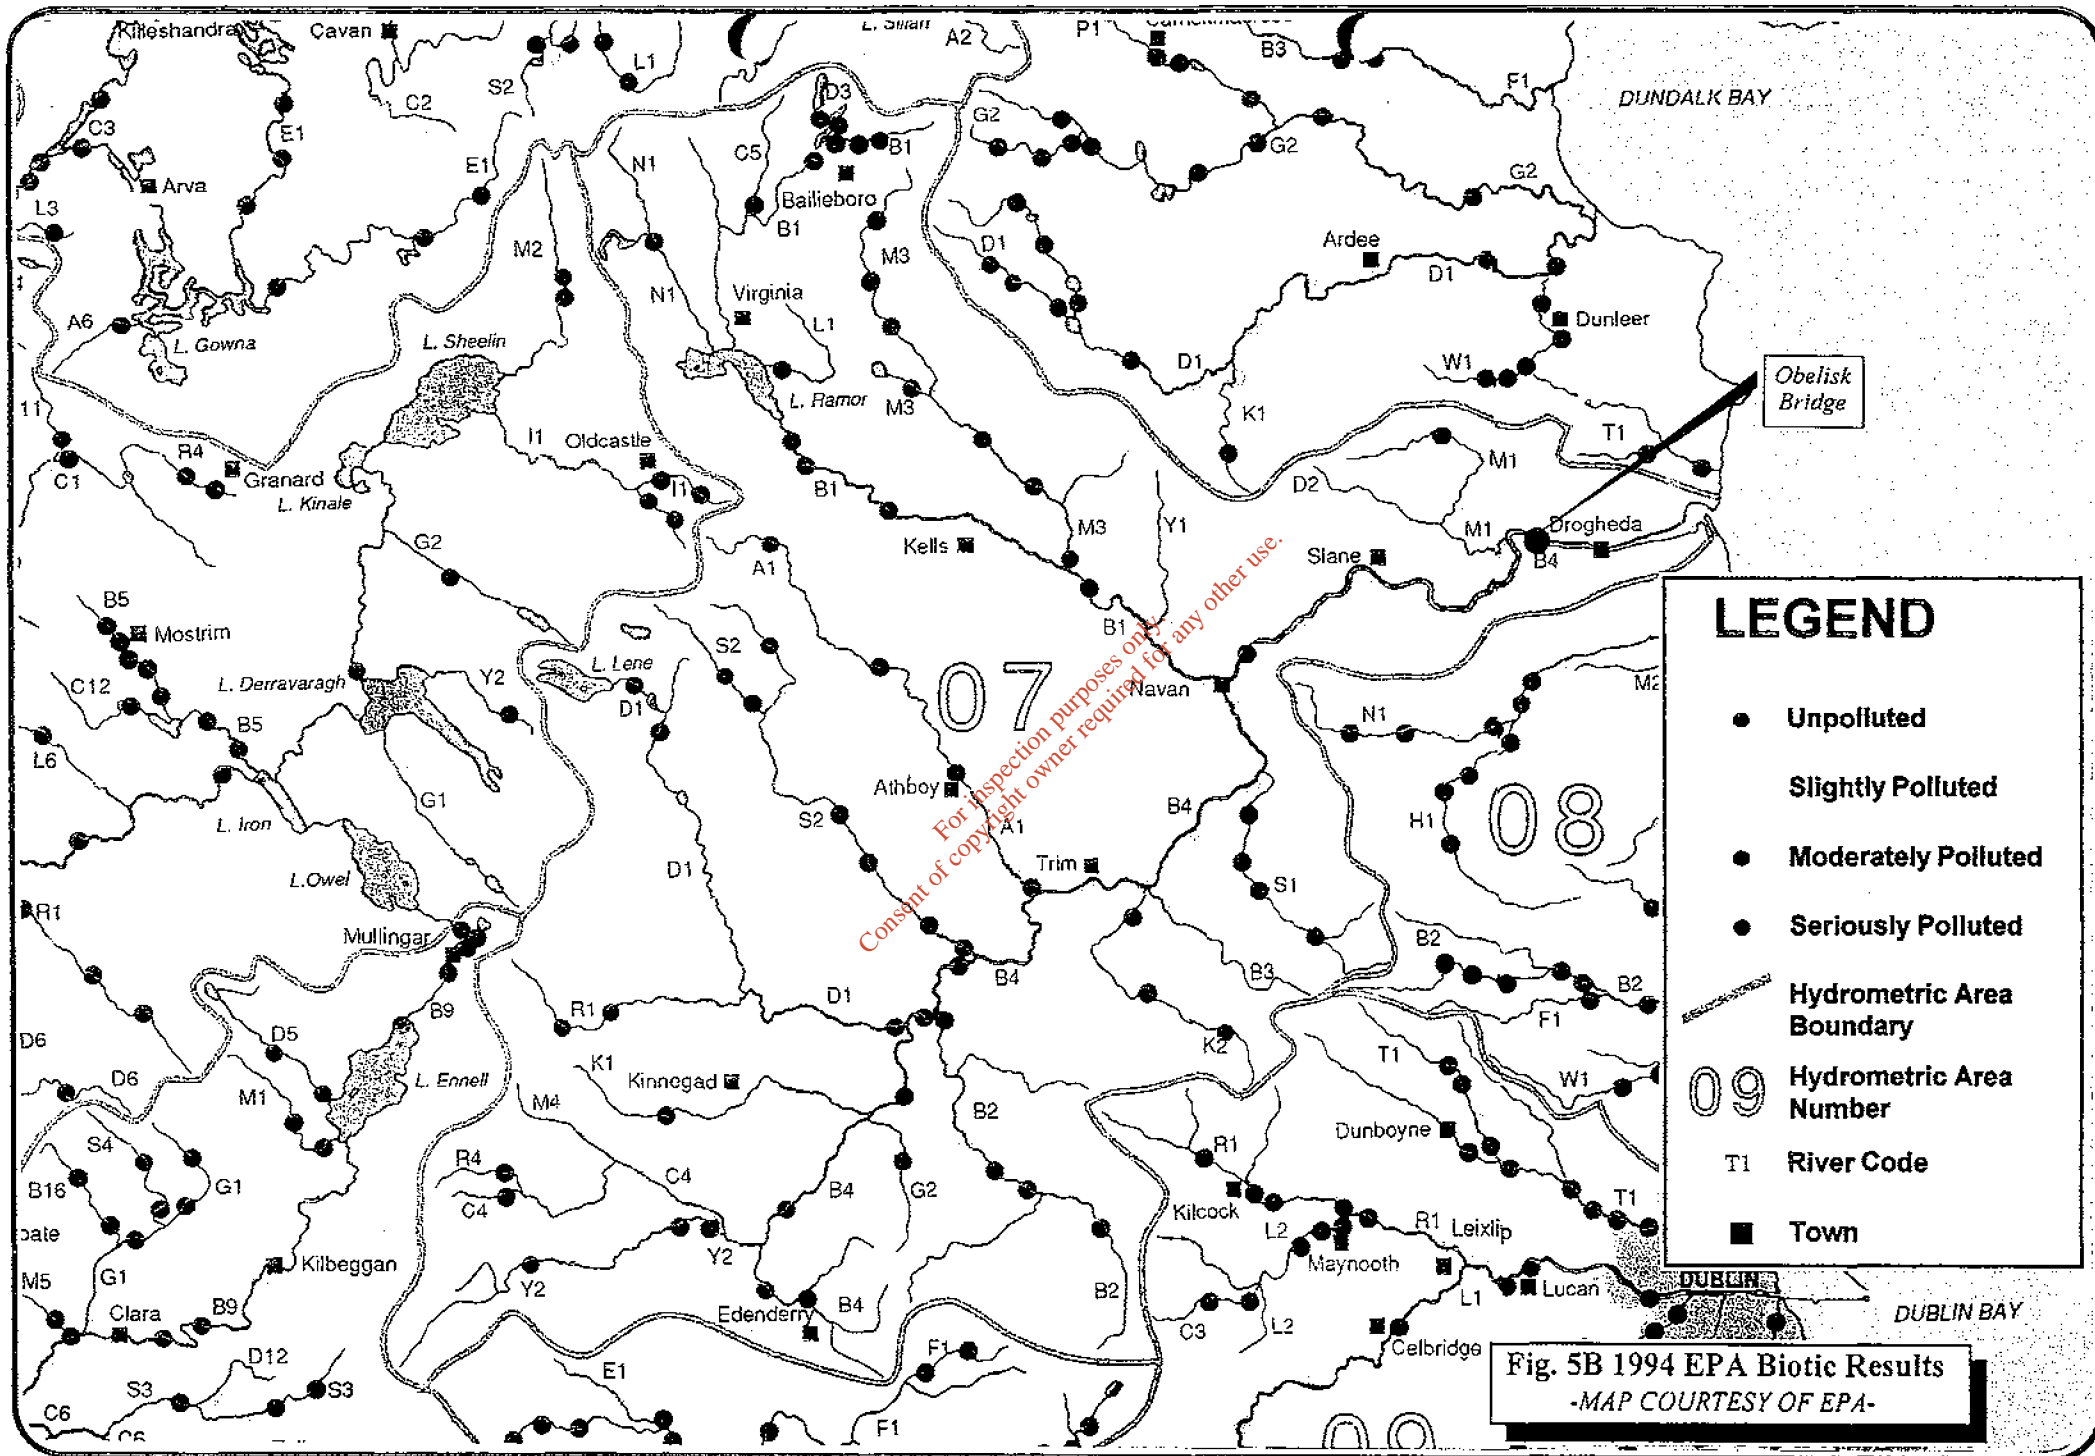 Killeshandra
Cavan
L. Sillan
A2
P1
B3
F1
DUNDALK BAY
S2
L1
C2
C3
E1
D3
G2
E1
N1
C5
B1
G2
G2
Arva
Bailieboro
L3
M2
B1
M3
D1
Ardee
D1
N1
Virginia
L1
A6
L. Gowna
L. Sheelin
Dunleer
D1
W1
Obelisk
Bridge
L. Ramor
M3
K1
11
I1
Oldcastle
T1
R4
Granard
C1
L. Kinale
I1
B1
M1
D2
G2
Kells
M3
Y1
M1
Drogheda
A1
Slane
B4
B5
Mostrim
B1
S2
L. Lene
07
C12
L. Derravaragh
Y2
D1
Navan
N1
M2
B5
L6
Athboy
G1
B4
H1
08
L. Iron
S2
A1
L.Owel
D1
Trim
S1
R1
Mullingar
B2
B4
B3
B2
R1
D1
B9
F1
D6
D5
K2
T1
L. Ennell
K1
Kinnegad
D6
M1
M4
B2
W1
S4
Dunboyne
R1
R4
C4
B16
G1
B4
G2
T1
C4
Kilcock
L2
R1
Leixlip
Y2
Maynooth
Kilbeggan
M5
G1
Y2
B2
Lucan
DUBLIN
Clara
B9
Edenderry
B4
L1
C3
L2
DUBLIN BAY
Celbridge
D12
F1
E1
S3
S3
C6
F1
C6
09
For inspection purposes only.
Consent of copyright owner required for any other use.
LEGEND
Unpolluted
Slightly Polluted
Moderately Polluted
Seriously Polluted
Hydrometric Area
Boundary
09
Hydrometric Area
Number
T1
River Code
Town
Fig. 5B 1994 EPA Biotic Results
-MAP COURTESY OF EPA-